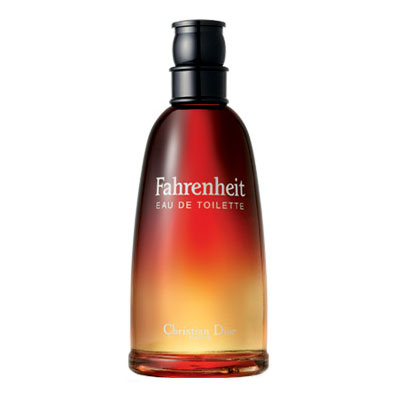 Fahrenheit
EAU DE TOILETTE
Christian Dior